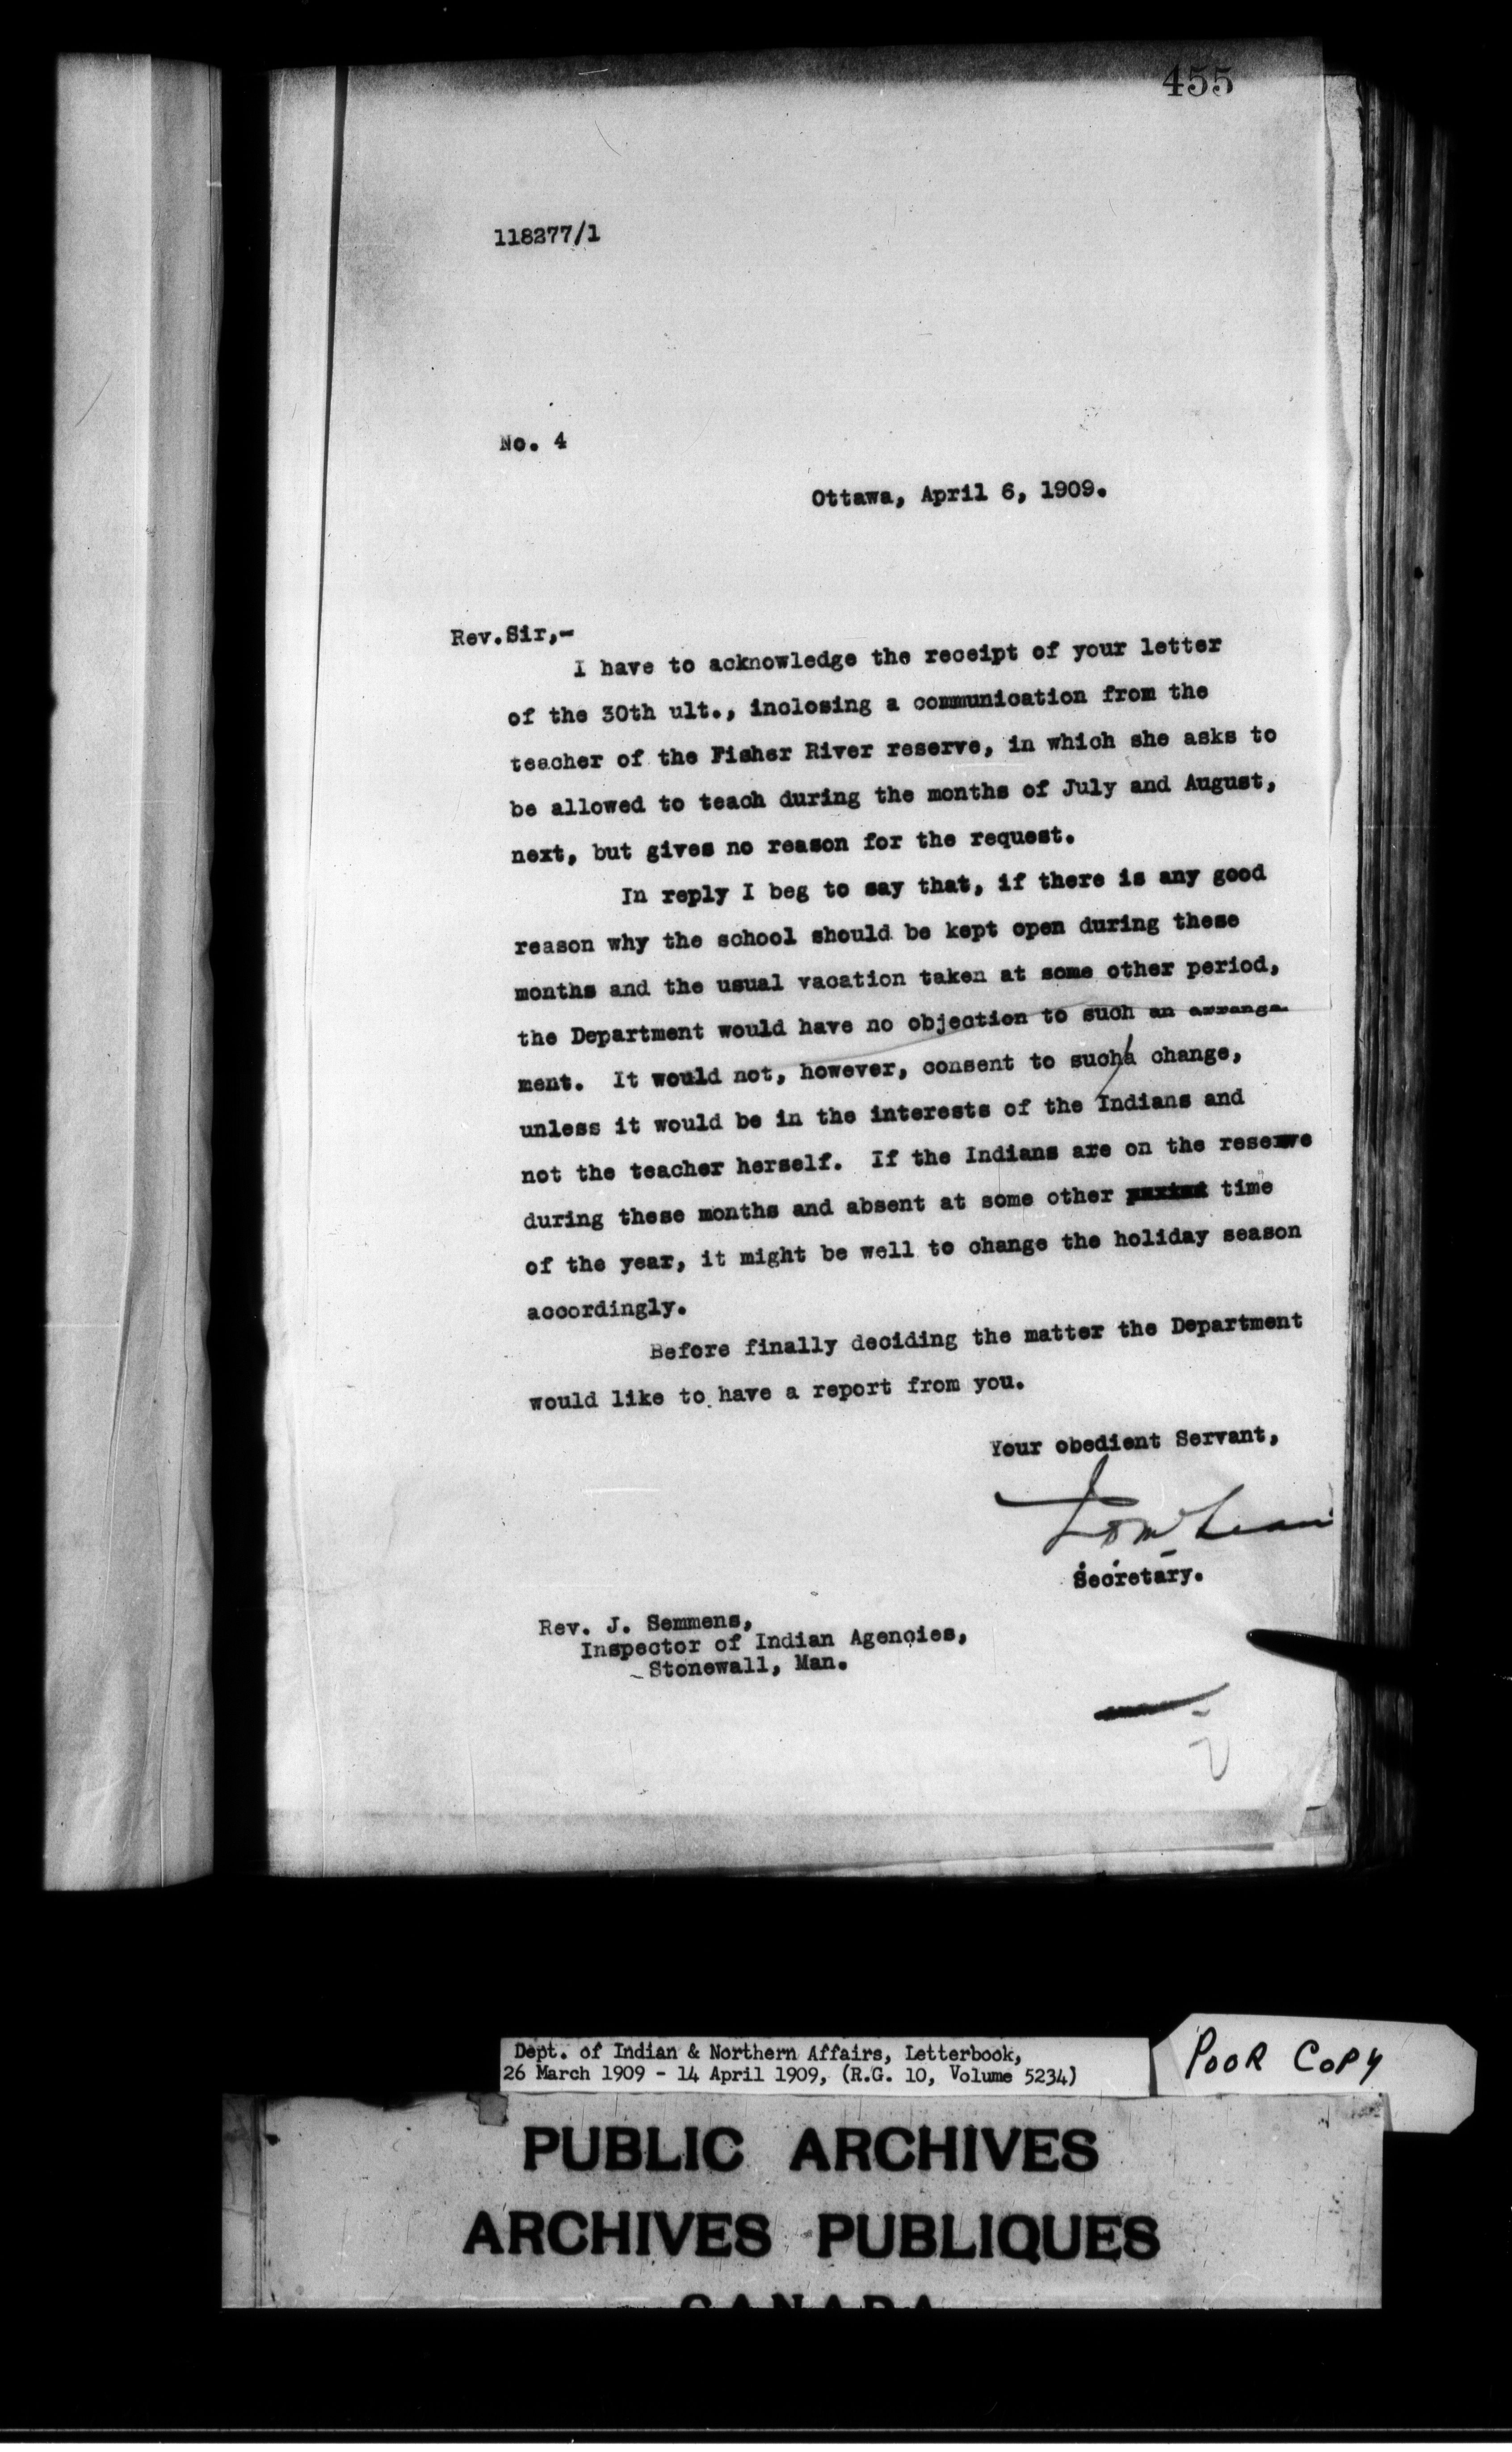 455
118277/1
No. 4
Ottawa, April 6, 1909.
Rev. Sir,-
I have to acknowledge the receipt of your letter
of the 30th ult., inclosing a communication from the
teacher of the Fisher River reserve, in which she asks to
be allowed to teach during the months of July and August,
next, but gives no reason for the request.
In reply I beg to say that, if there is any good
reason why the school should be kept open during these
months and the usual vacation taken at some other period,
the Department would have no objection to such an arrange-
ment. It would not, however, consent to such/a change,
unless it would be in the interests of the Indians and
not the teacher herself. If the Indians are on the reserve
during these months and absent at some other time
of the year, it might be well to change the holiday season
accordingly.
Before finally deciding the matter the Department
would like to have a report from you.
Your obedient Servant,
Secretary.
Rev. J. Semmens,
Inspector of Indian Agencies,
Stonewall, Man.
Dept. of Indian & Northern Affairs, Letterbook,
26 March 1909 - 14 April 1909, (R.G. 10, Volume 5234)
POOR COPY
PUBLIC ARCHIVES
ARCHIVES PUBLIQUES
CANADA